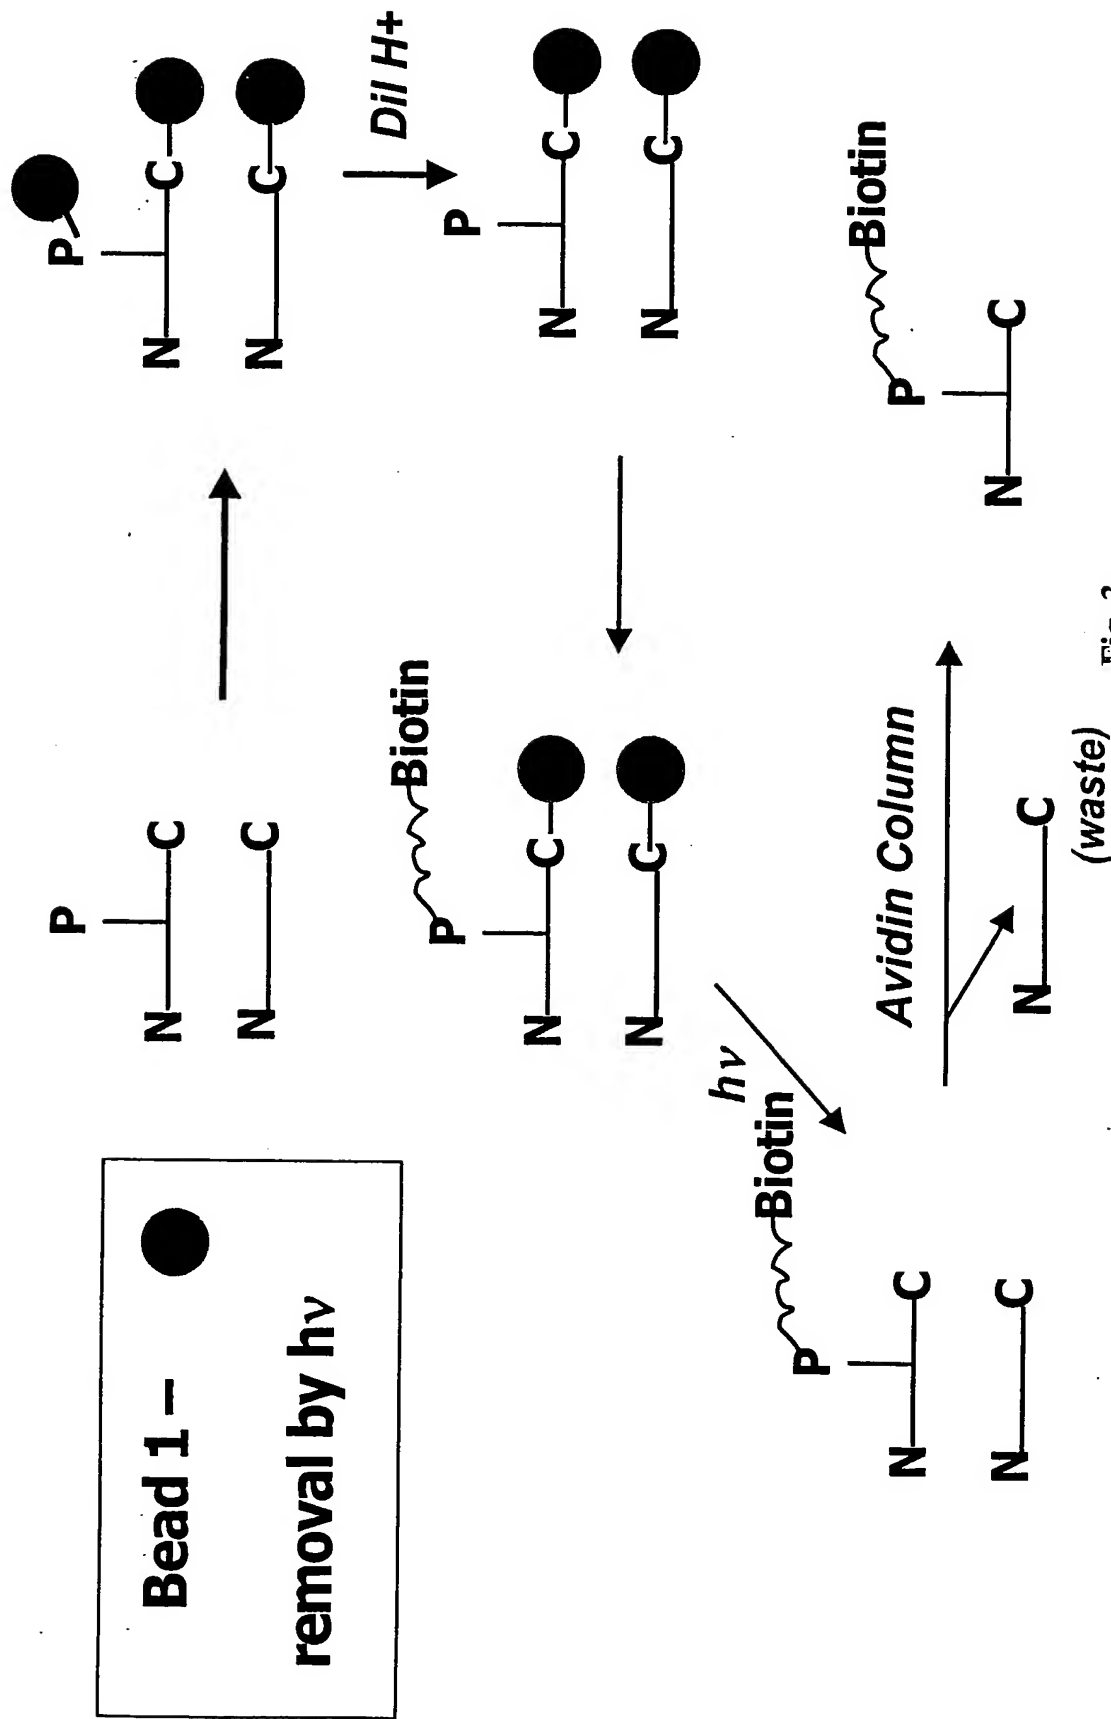 Bead 1 –
removal by hν
P
N C
N C
P
N C
N C
Dil H+
P
N C
N C
P Biotin
N C
N C
hν
P Biotin
N C
N C
Avidin Column
N C
(waste)
P Biotin
N C